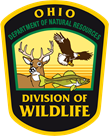 OHIO
DEPARTMENT OF NATURAL RESOURCES
DIVISION OF
WILDLIFE